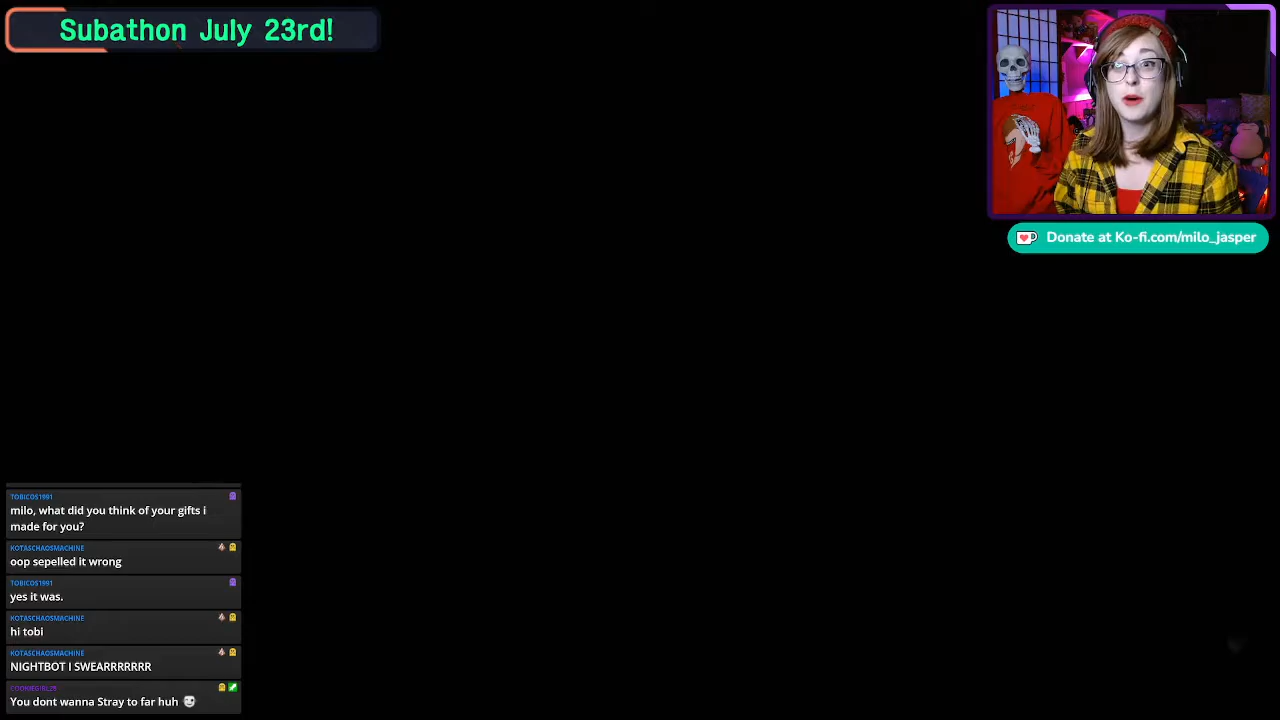 Subathon July 23rd!
Donate at Ko-fi.com/milo_jasper
TOBICOS1991
milo, what did you think of your gifts i
made for you?
KOTASCHAOSMACHINE
oop sepelled it wrong
TOBICOS1991
yes it was.
KOTASCHAOSMACHINE
hi tobi
KOTASCHAOSMACHINE
NIGHTBOT I SWEARRRRRRR
COOKIEGIRL29
You dont wanna Stray to far huh